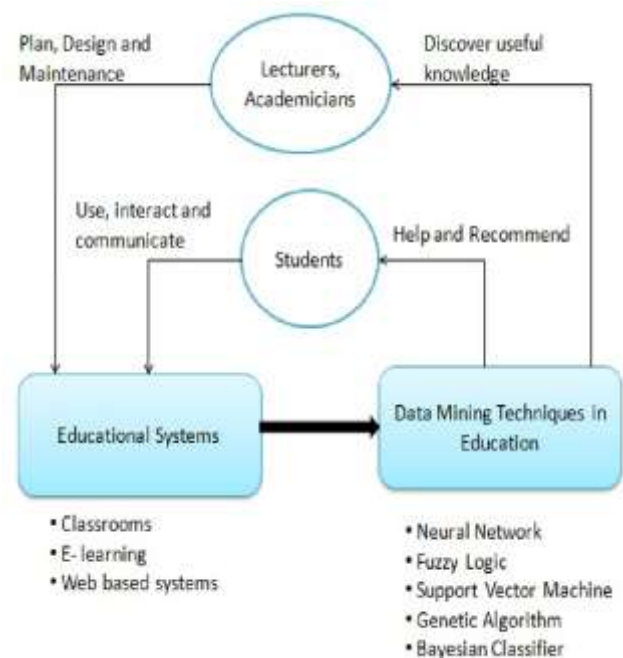 Plan, Design and
Maintenance
Lecturers,
Academicians
Discover useful
knowledge
Use, interact and
communicate
Students
Help and Recommend
Educational Systems
Data Mining Techniques in
Education
• Classrooms
• E- learning
• Web based systems
• Neural Network
• Fuzzy Logic
• Support Vector Machine
• Genetic Algorithm
• Bayesian Classifier